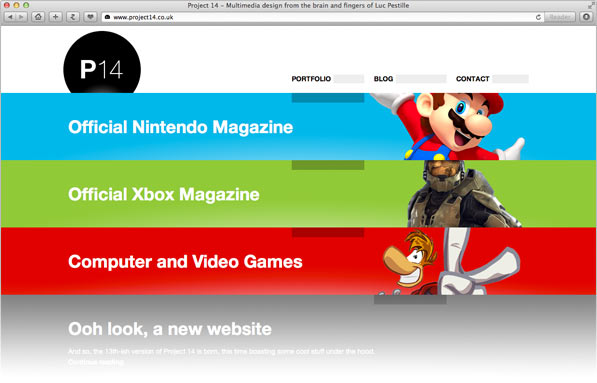 Project 14 – Multimedia design from the brain and fingers of Luc Pestille
www.project14.co.uk
Reader
P14
PORTFOLIO BLOG CONTACT
Official Nintendo Magazine
Official Xbox Magazine
Computer and Video Games
Ooh look, a new website
And so, the 13th-ish version of Project 14 is born, this time boasting some cool stuff under the hood.
Continue reading